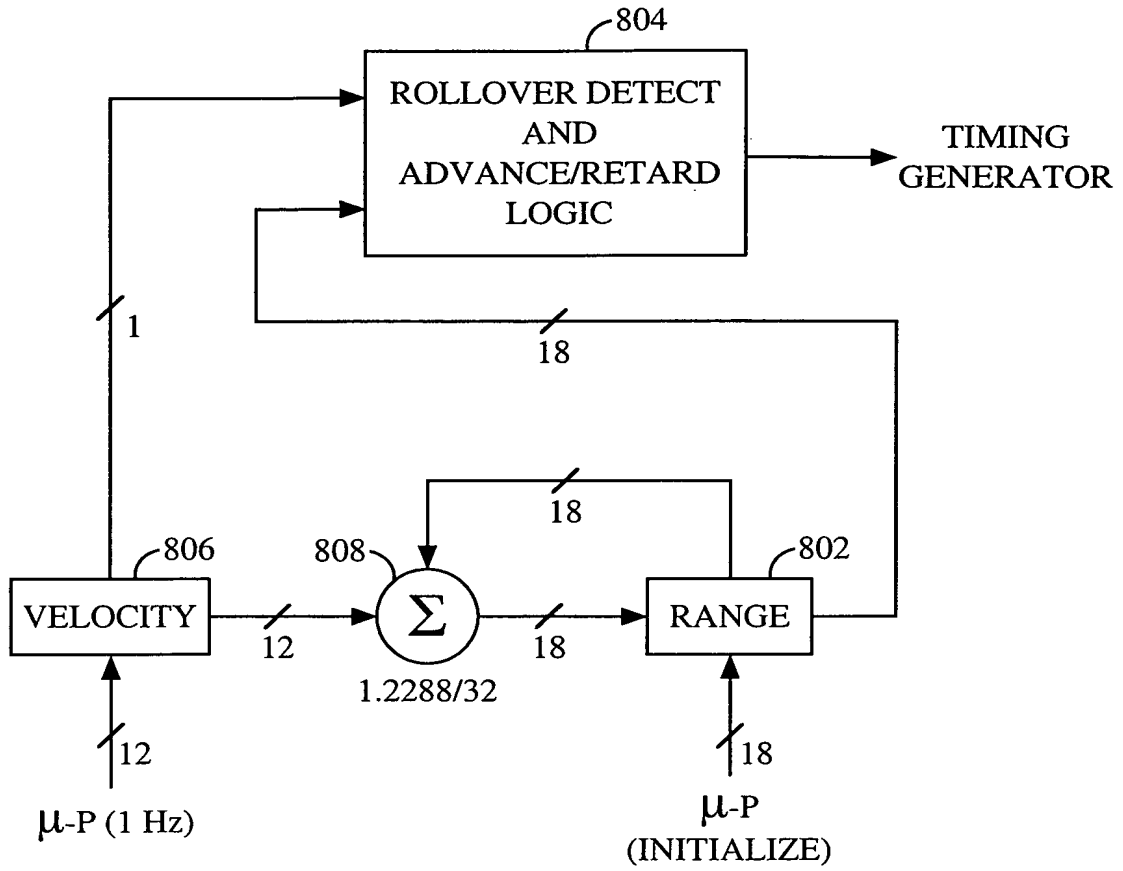 804
ROLLOVER DETECT
AND
ADVANCE/RETARD
LOGIC
TIMING
GENERATOR
1
18
18
806
808
802
VELOCITY
Σ
RANGE
12
18
1.2288/32
12
18
μ-P (1 Hz)
μ-P
(INITIALIZE)